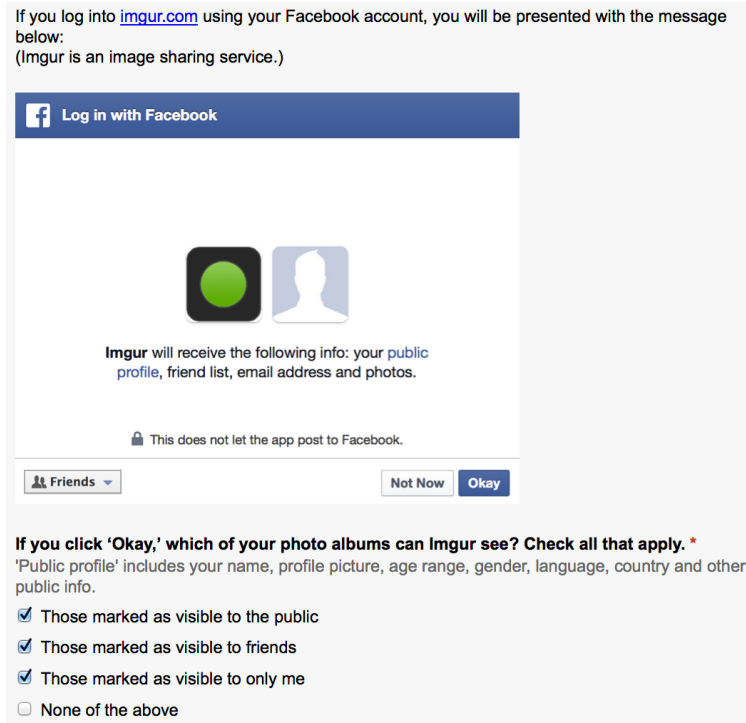 If you log into imgur.com using your Facebook account, you will be presented with the message
below:
(Imgur is an image sharing service.)
Log in with Facebook
Imgur will receive the following info: your public
profile, friend list, email address and photos.
This does not let the app post to Facebook.
Friends
Not Now
Okay
If you click ‘Okay,’ which of your photo albums can Imgur see? Check all that apply. *
'Public profile' includes your name, profile picture, age range, gender, language, country and other
public info.
Those marked as visible to the public
Those marked as visible to friends
Those marked as visible to only me
None of the above